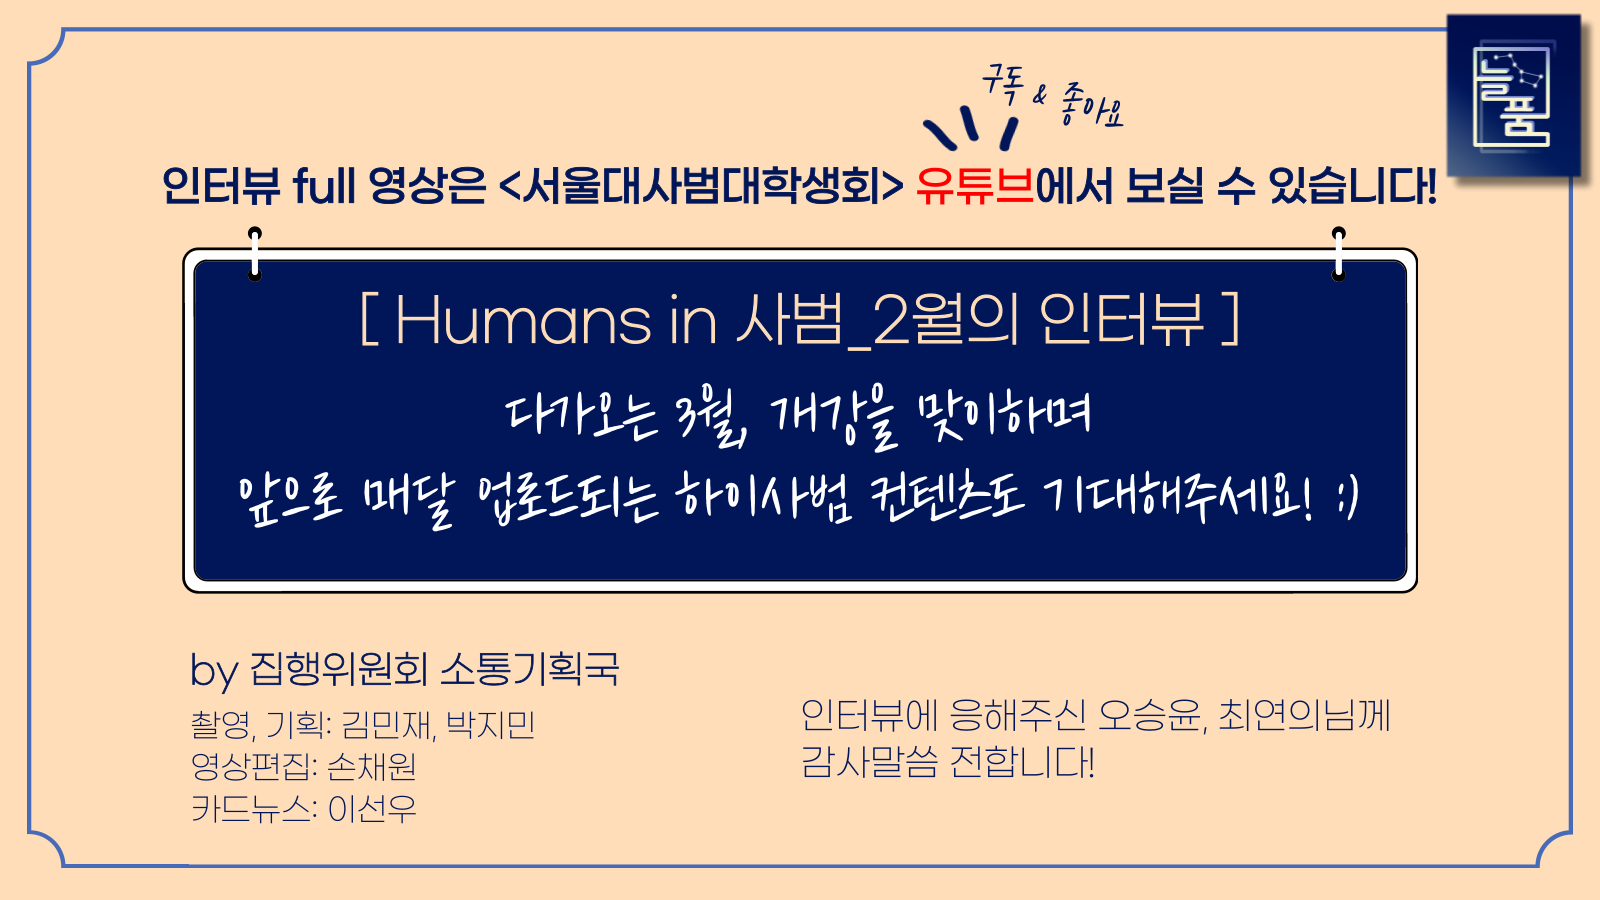 늘품
구독 & 좋아요
인터뷰 full 영상은 <서울대사범대학생회> 유튜브에서 보실 수 있습니다!
[ Humans in 사범_2월의 인터뷰 ]
다가오는 3월, 개강을 맞이하며
앞으로 매달 업로드되는 하이사범 컨텐츠도 기대해주세요! :)
by 집행위원회 소통기획국
촬영, 기획: 김민재, 박지민
영상편집: 손채원
카드뉴스: 이선우
인터뷰에 응해주신 오승윤, 최연의님께
감사말씀 전합니다!